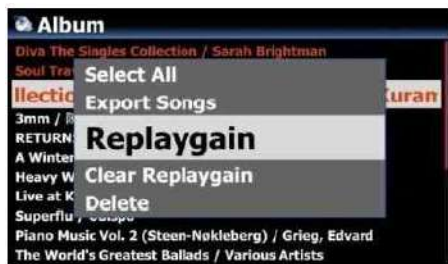 Album
Diva The Singles Collection / Sarah Brightman
Soul Tra
Select All
Export Songs
llectio
Kuran
3mm /
Replaygain
RETURN
A Winter
Heavy W
Clear Replaygain
Live at K
Delete
Superflu
Piano Music Vol. 2 (Steen-Nøkleberg) / Grieg, Edvard
The World's Greatest Ballads / Various Artists